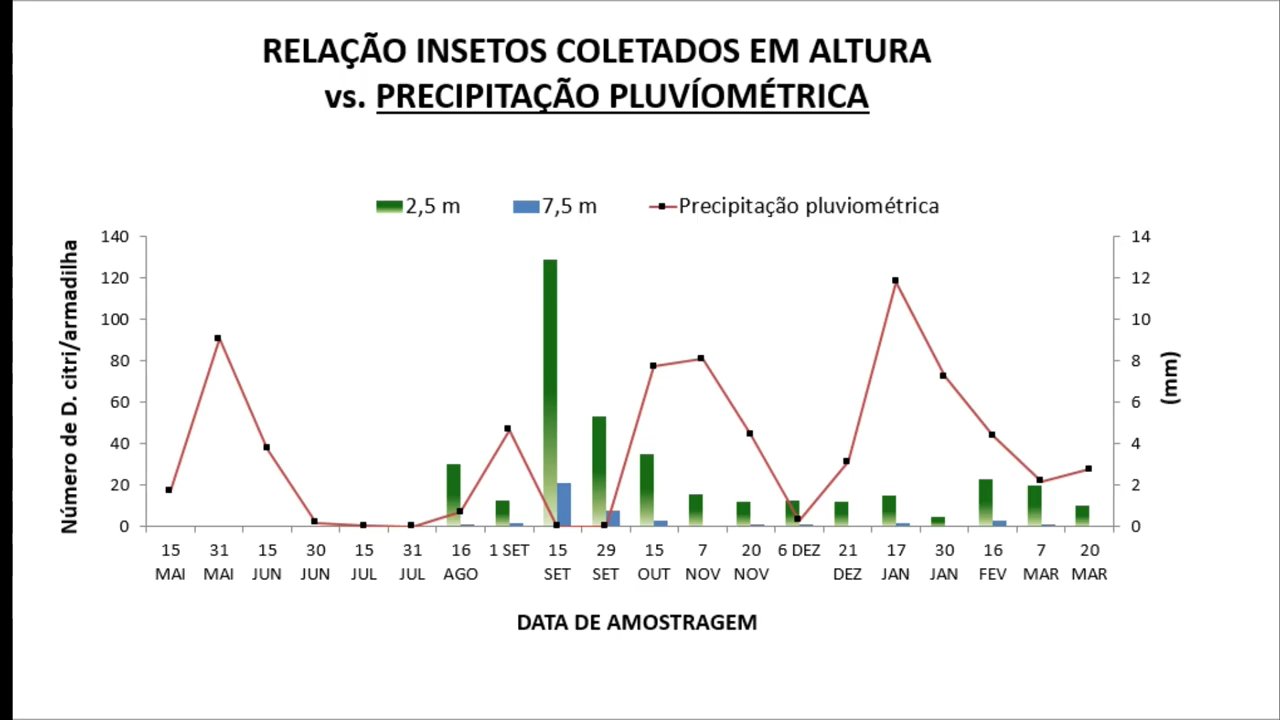 RELAÇÃO INSETOS COLETADOS EM ALTURA
vs. PRECIPITAÇÃO PLUVÍOMÉTRICA
2,5 m 7,5 m Precipitação pluviométrica
Número de D. citri/armadilha
140
120
100
80
60
40
20
0
14
12
10
8
6
4
2
0
(mm)
15 MAI
31 MAI
15 JUN
30 JUN
15 JUL
31 JUL
16 AGO
1 SET
15 SET
29 SET
15 OUT
7 NOV
20 NOV
6 DEZ
21 DEZ
17 JAN
30 JAN
16 FEV
7 MAR
20 MAR
DATA DE AMOSTRAGEM